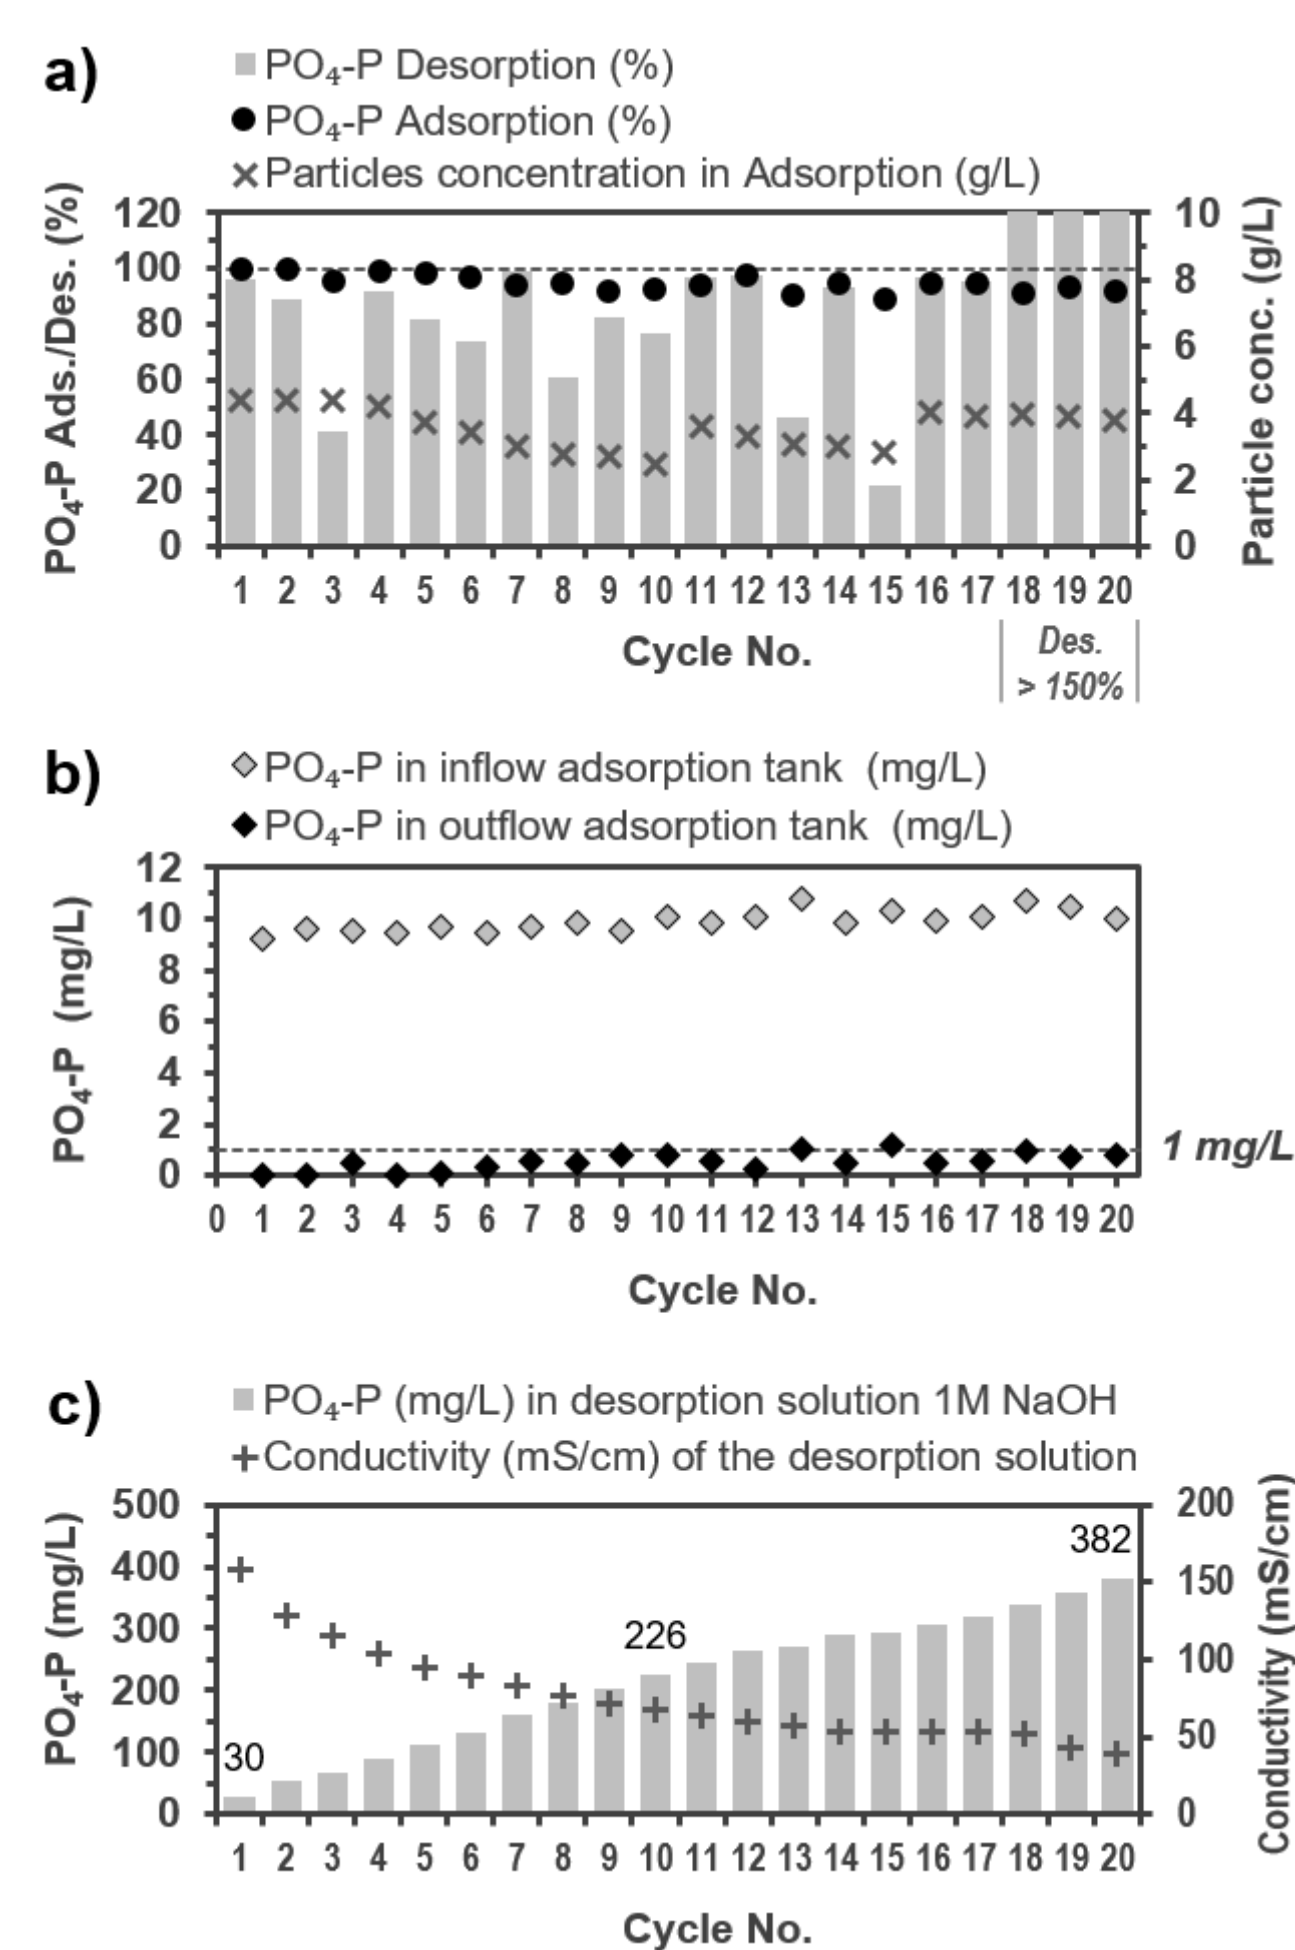 a)
PO₄-P Desorption (%)
PO₄-P Adsorption (%)
Particles concentration in Adsorption (g/L)
PO₄-P Ads./Des. (%)
120
100
80
60
40
20
0
10
8
6
4
2
0
Particle conc. (g/L)
1 2 3 4 5 6 7 8 9 10 11 12 13 14 15 16 17 18 19 20
Cycle No.
Des.
> 150%
b)
PO₄-P in inflow adsorption tank (mg/L)
PO₄-P in outflow adsorption tank (mg/L)
PO₄-P (mg/L)
12
10
8
6
4
2
0
1 mg/L
0 1 2 3 4 5 6 7 8 9 10 11 12 13 14 15 16 17 18 19 20
Cycle No.
c)
PO₄-P (mg/L) in desorption solution 1M NaOH
Conductivity (mS/cm) of the desorption solution
PO₄-P (mg/L)
500
400
300
200
100
0
30
226
382
200
150
100
50
0
Conductivity (mS/cm)
1 2 3 4 5 6 7 8 9 10 11 12 13 14 15 16 17 18 19 20
Cycle No.